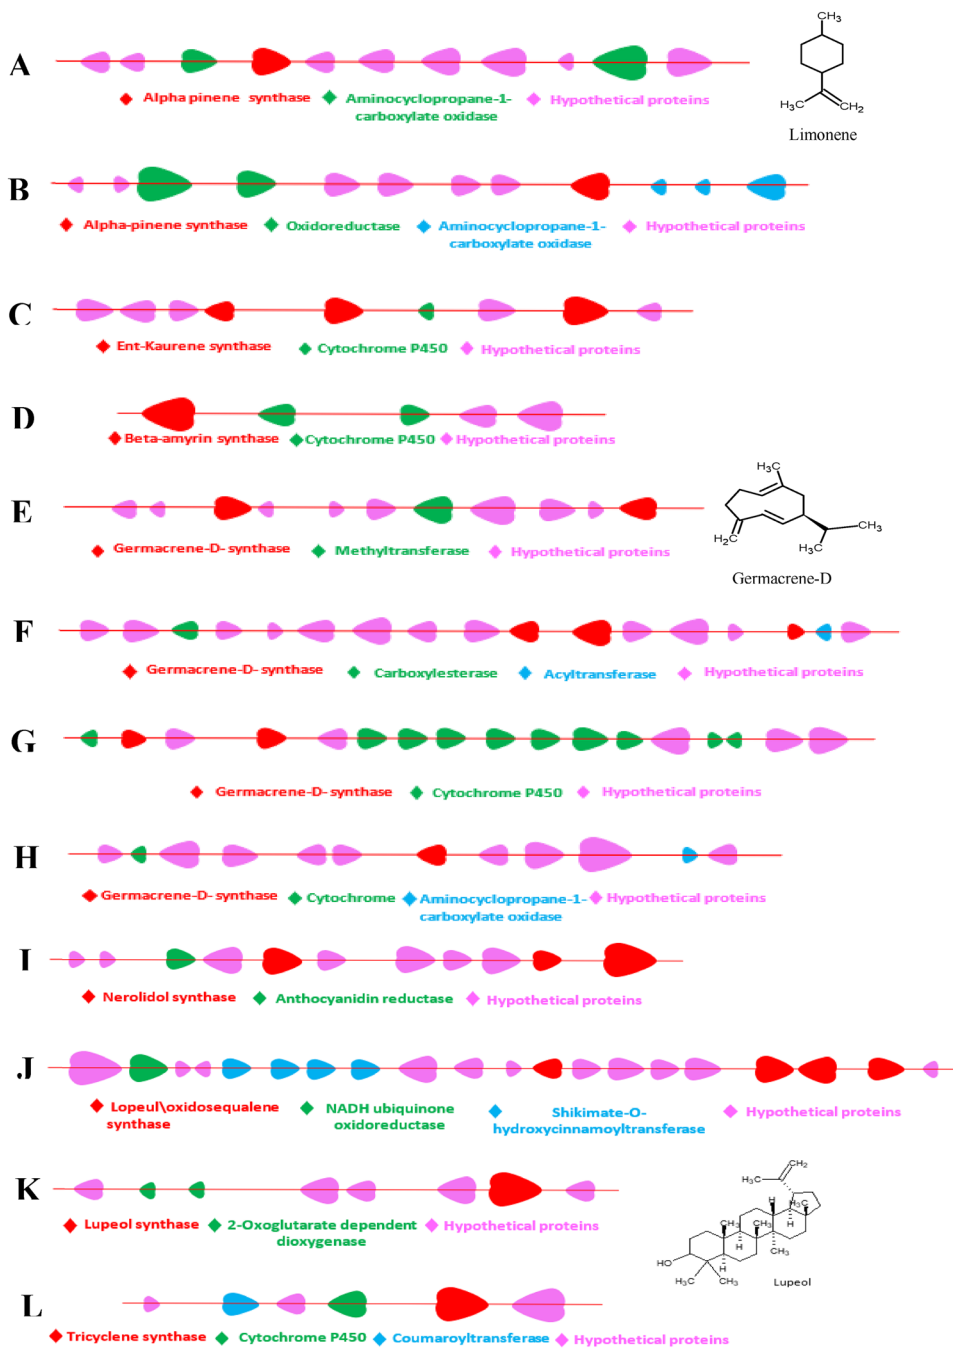 CH₃
A
H₃C
CH₂
Alpha pinene synthase
Aminocyclopropane-1-
carboxylate oxidase
Hypothetical proteins
Limonene
B
Alpha-pinene synthase
Oxidoreductase
Aminocyclopropane-1-
carboxylate oxidase
Hypothetical proteins
C
Ent-Kaurene synthase
Cytochrome P450
Hypothetical proteins
D
Beta-amyrin synthase
Cytochrome P450
Hypothetical proteins
H₃C
E
CH₃
H₂C
H₃C
Germacrene-D- synthase
Methyltransferase
Hypothetical proteins
Germacrene-D
F
Germacrene-D- synthase
Carboxylesterase
Acyltransferase
Hypothetical proteins
G
Germacrene-D- synthase
Cytochrome P450
Hypothetical proteins
H
Germacrene-D- synthase
Cytochrome
Aminocyclopropane-1-
carboxylate oxidase
Hypothetical proteins
I
Nerolidol synthase
Anthocyanidin reductase
Hypothetical proteins
J
Lopeul\oxidosequalene
synthase
NADH ubiquinone
oxidoreductase
Shikimate-O-
hydroxycinnamoyltransferase
Hypothetical proteins
K
Lupeol synthase
2-Oxoglutarate dependent
dioxygenase
Hypothetical proteins
CH₂
H₃C
H
H₃C
H
CH₃
CH₃
H
CH₃
HO
H
H₃C
CH₃
Lupeol
L
Tricyclene synthase
Cytochrome P450
Coumaroyltransferase
Hypothetical proteins